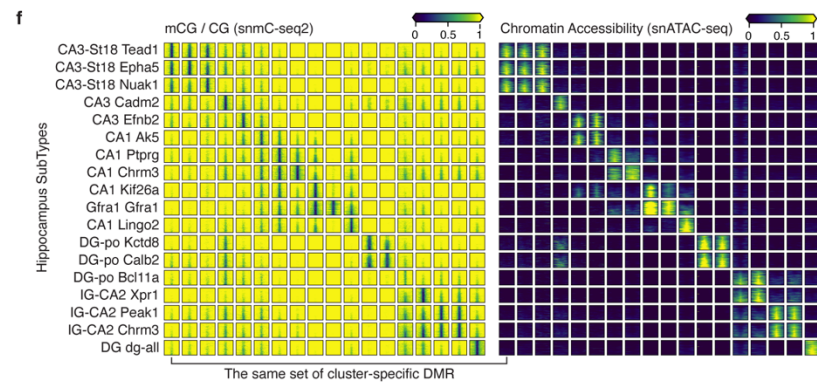 f
mCG / CG (snmC-seq2)
0 0.5 1
Chromatin Accessibility (snATAC-seq)
0 0.5 1
Hippocampus SubTypes
CA3-St18 Tead1
CA3-St18 Epha5
CA3-St18 Nuak1
CA3 Cadm2
CA3 Efnb2
CA1 Ak5
CA1 Ptprg
CA1 Chrm3
CA1 Kif26a
Gfra1 Gfra1
CA1 Lingo2
DG-po Kctd8
DG-po Calb2
DG-po Bcl11a
IG-CA2 Xpr1
IG-CA2 Peak1
IG-CA2 Chrm3
DG dg-all
The same set of cluster-specific DMR